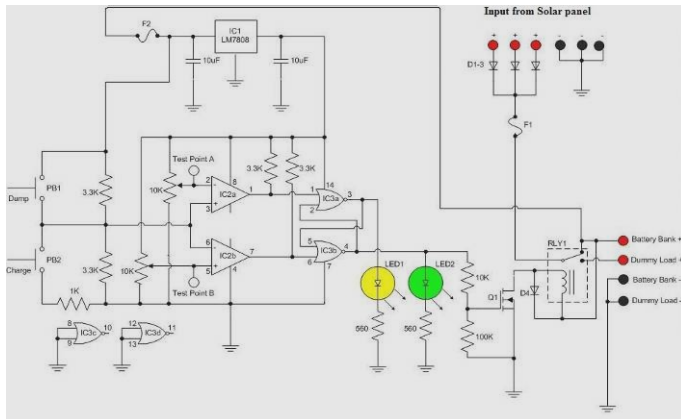 Input from Solar panel
F2
IC1
LM7808
10uF
10uF
+ + +
- - -
D1-3
F1
Test Point A
3.3K
3.3K
3.3K
10K
PB1
Damp
2
-
3
+
8
1
IC2a
14
1
2
IC3a
3
RLY1
Battery Bank +
Dummy Load +
Battery Bank -
Dummy Load -
6
-
5
+
7
4
IC2b
5
6
IC3b
4
7
PB2
Charge
3.3K
10K
1K
Test Point B
LED1
LED2
10K
Q1
D4
560
560
100K
8
9
IC3c
10
12
13
IC3d
11